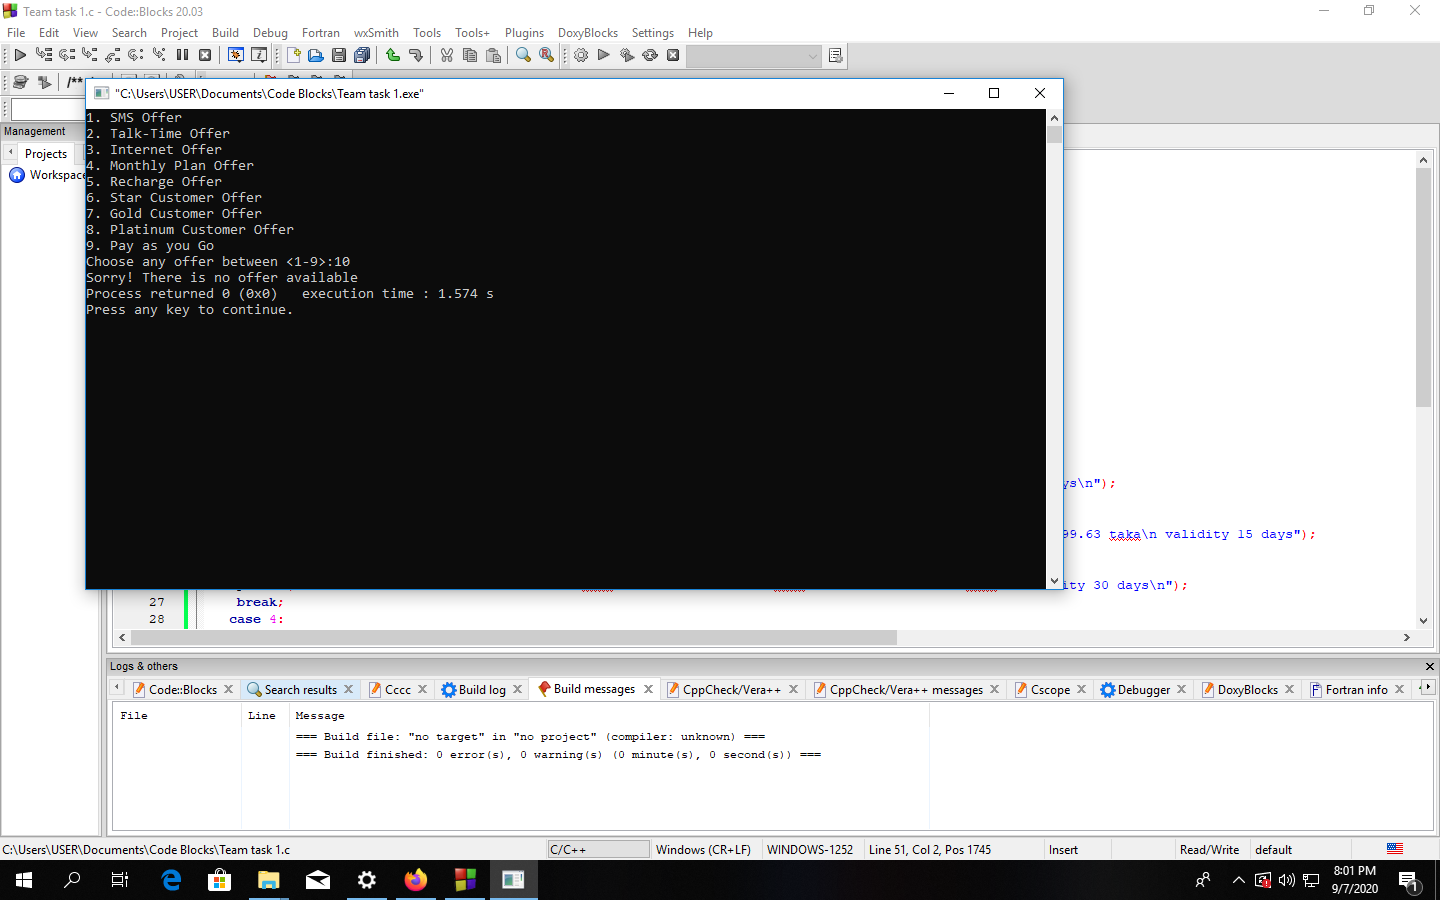 Team task 1.c - Code::Blocks 20.03
File Edit View Search Project Build Debug Fortran wxSmith Tools Tools+ Plugins DoxyBlocks Settings Help
/**
"C:\Users\USER\Documents\Code Blocks\Team task 1.exe"
Management
Projects
Workspace
1. SMS Offer
2. Talk-Time Offer
3. Internet Offer
4. Monthly Plan Offer
5. Recharge Offer
6. Star Customer Offer
7. Gold Customer Offer
8. Platinum Customer Offer
9. Pay as you Go
Choose any offer between <1-9>:10
Sorry! There is no offer available
Process returned 0 (0x0)   execution time : 1.574 s
Press any key to continue.
ys\n");
99.63 taka\n validity 15 days");
ity 30 days\n");
27 break;
28 case 4:
Logs & others
Code::Blocks Search results Cccc Build log Build messages CppCheck/Vera++ CppCheck/Vera++ messages Cscope Debugger DoxyBlocks Fortran info
File Line Message
=== Build file: "no target" in "no project" (compiler: unknown) ===
=== Build finished: 0 error(s), 0 warning(s) (0 minute(s), 0 second(s)) ===
C:\Users\USER\Documents\Code Blocks\Team task 1.c C/C++ Windows (CR+LF) WINDOWS-1252 Line 51, Col 2, Pos 1745 Insert Read/Write default
8:01 PM
9/7/2020
1